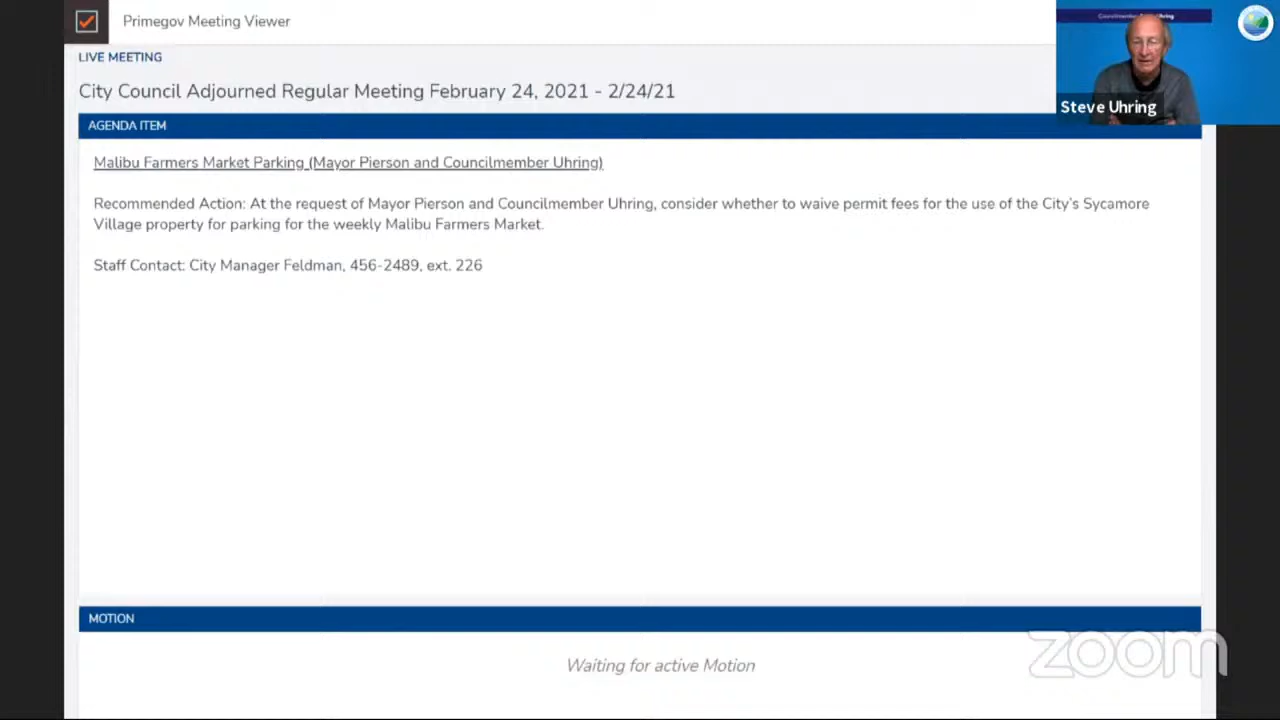 Primegov Meeting Viewer
LIVE MEETING
City Council Adjourned Regular Meeting February 24, 2021 - 2/24/21
AGENDA ITEM
Malibu Farmers Market Parking (Mayor Pierson and Councilmember Uhring)
Recommended Action: At the request of Mayor Pierson and Councilmember Uhring, consider whether to waive permit fees for the use of the City's Sycamore
Village property for parking for the weekly Malibu Farmers Market.
Staff Contact: City Manager Feldman, 456-2489, ext. 226
MOTION
Waiting for active Motion
Councilmember Uhring
Steve Uhring
zoom